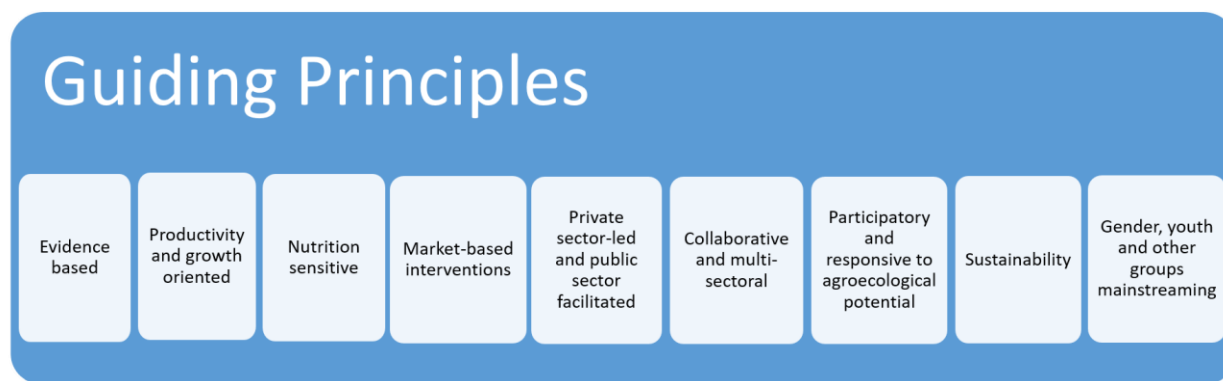 Guiding Principles
Evidence
based
Productivity
and growth
oriented
Nutrition
sensitive
Market-based
interventions
Private
sector-led
and public
sector
facilitated
Collaborative
and multi-
sectoral
Participatory
and
responsive to
agroecological
potential
Sustainability
Gender, youth
and other
groups
mainstreaming